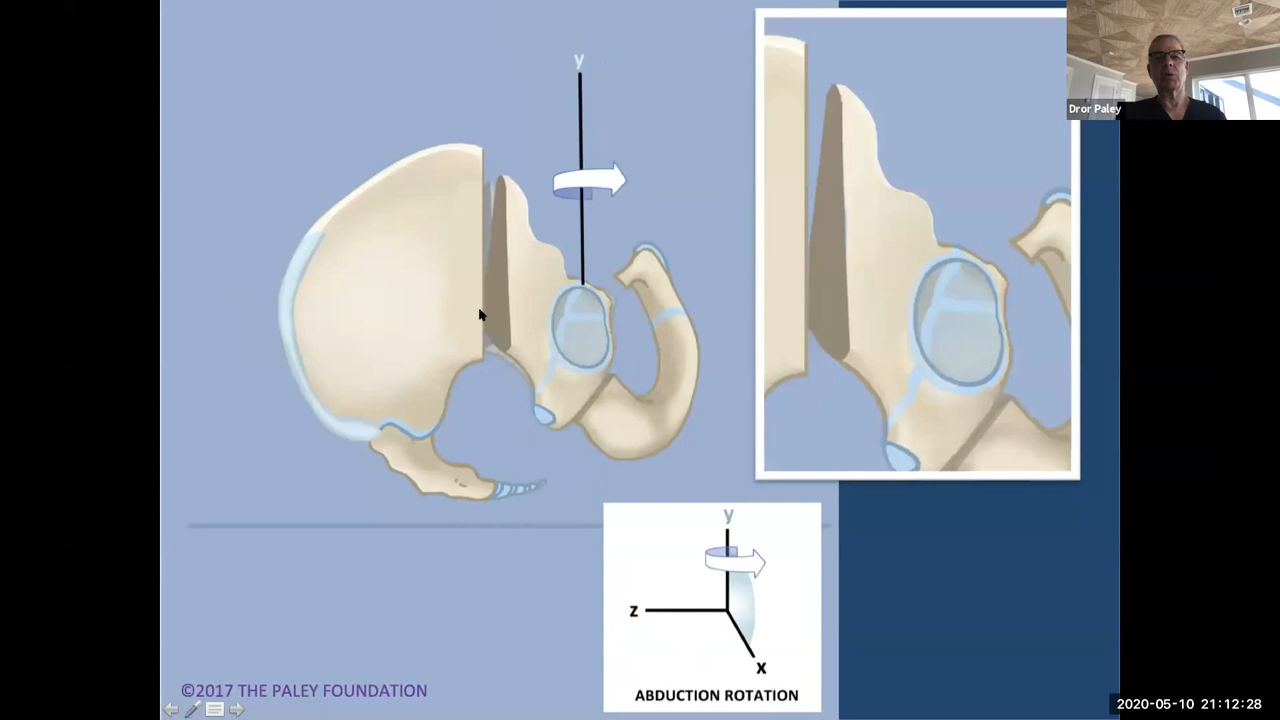 y
Dror Paley
y
z
x
ABDUCTION ROTATION
©2017 THE PALEY FOUNDATION
2020-05-10 21:12:28